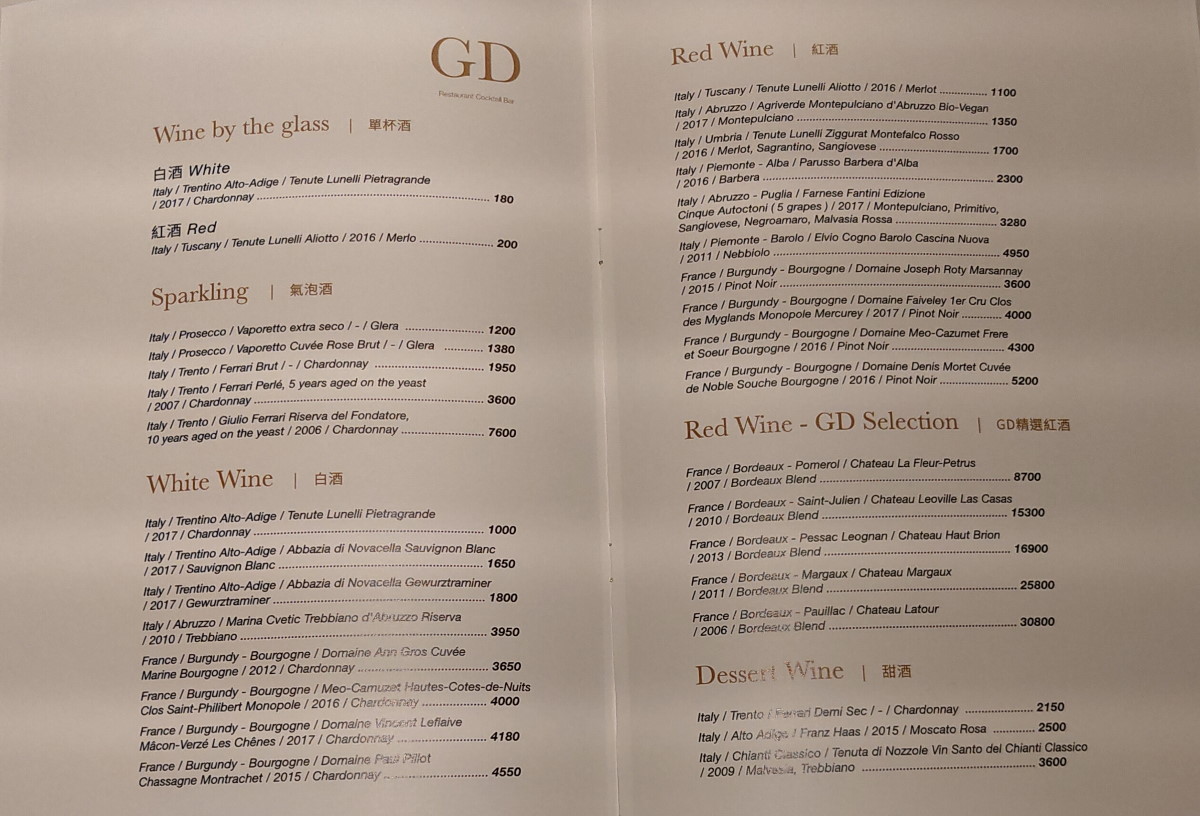 GD
Restaurant Cocktail Bar
Wine by the glass | 單杯酒
白酒 White
Italy / Trentino Alto-Adige / Tenute Lunelli Pietragrande
/ 2017 / Chardonnay ........ 180
紅酒 Red
Italy / Tuscany / Tenute Lunelli Aliotto / 2016 / Merlo ........ 200
Sparkling | 氣泡酒
Italy / Prosecco / Vaporetto extra seco / - / Glera ........ 1200
Italy / Prosecco / Vaporetto Cuvée Rose Brut / - / Glera ........ 1380
Italy / Trento / Ferrari Brut / - / Chardonnay ........ 1950
Italy / Trento / Ferrari Perlé, 5 years aged on the yeast
/ 2007 / Chardonnay ........ 3600
Italy / Trento / Giulio Ferrari Riserva del Fondatore,
10 years aged on the yeast / 2006 / Chardonnay ........ 7600
White Wine | 白酒
Italy / Trentino Alto-Adige / Tenute Lunelli Pietragrande
/ 2017 / Chardonnay ........ 1000
Italy / Trentino Alto-Adige / Abbazia di Novacella Sauvignon Blanc
/ 2017 / Sauvignon Blanc ........ 1650
Italy / Trentino Alto-Adige / Abbazia di Novacella Gewurztraminer
/ 2017 / Gewurztraminer ........ 1800
Italy / Abruzzo / Marina Cvetic Trebbiano d'Abruzzo Riserva
/ 2010 / Trebbiano ........ 3950
France / Burgundy - Bourgogne / Domaine Ann Gros Cuvée
Marine Bourgogne / 2012 / Chardonnay ........ 3650
France / Burgundy - Bourgogne / Meo-Camuzet Hautes-Cotes-de-Nuits
Clos Saint-Philibert Monopole / 2016 / Chardonnay ........ 4000
France / Burgundy - Bourgogne / Domaine Vincent Leflaive
Mâcon-Verzé Les Chênes / 2017 / Chardonnay ........ 4180
France / Burgundy - Bourgogne / Domaine Paul Pillot
Chassagne Montrachet / 2015 / Chardonnay ........ 4550
Red Wine | 紅酒
Italy / Tuscany / Tenute Lunelli Aliotto / 2016 / Merlot ........ 1100
Italy / Abruzzo / Agriverde Montepulciano d'Abruzzo Bio-Vegan
/ 2017 / Montepulciano ........ 1350
Italy / Umbria / Tenute Lunelli Ziggurat Montefalco Rosso
/ 2016 / Merlot, Sagrantino, Sangiovese ........ 1700
Italy / Piemonte - Alba / Parusso Barbera d'Alba
/ 2016 / Barbera ........ 2300
Italy / Abruzzo - Puglia / Farnese Fantini Edizione
Cinque Autoctoni ( 5 grapes ) / 2017 / Montepulciano, Primitivo,
Sangiovese, Negroamaro, Malvasia Rossa ........ 3280
Italy / Piemonte - Barolo / Elvio Cogno Barolo Cascina Nuova
/ 2011 / Nebbiolo ........ 4950
France / Burgundy - Bourgogne / Domaine Joseph Roty Marsannay
/ 2015 / Pinot Noir ........ 3600
France / Burgundy - Bourgogne / Domaine Faiveley 1er Cru Clos
des Myglands Monopole Mercurey / 2017 / Pinot Noir ........ 4000
France / Burgundy - Bourgogne / Domaine Meo-Cazumet Frere
et Soeur Bourgogne / 2016 / Pinot Noir ........ 4300
France / Burgundy - Bourgogne / Domaine Denis Mortet Cuvée
de Noble Souche Bourgogne / 2016 / Pinot Noir ........ 5200
Red Wine - GD Selection | GD精選紅酒
France / Bordeaux - Pomerol / Chateau La Fleur-Petrus
/ 2007 / Bordeaux Blend ........ 8700
France / Bordeaux - Saint-Julien / Chateau Leoville Las Casas
/ 2010 / Bordeaux Blend ........ 15300
France / Bordeaux - Pessac Leognan / Chateau Haut Brion
/ 2013 / Bordeaux Blend ........ 16900
France / Bordeaux - Margaux / Chateau Margaux
/ 2011 / Bordeaux Blend ........ 25800
France / Bordeaux - Pauillac / Chateau Latour
/ 2006 / Bordeaux Blend ........ 30800
Dessert Wine | 甜酒
Italy / Trento / Ferrari Demi Sec / - / Chardonnay ........ 2150
Italy / Alto Adige / Franz Haas / 2015 / Moscato Rosa ........ 2500
Italy / Chianti Classico / Tenuta di Nozzole Vin Santo del Chianti Classico
/ 2009 / Malvasia, Trebbiano ........ 3600